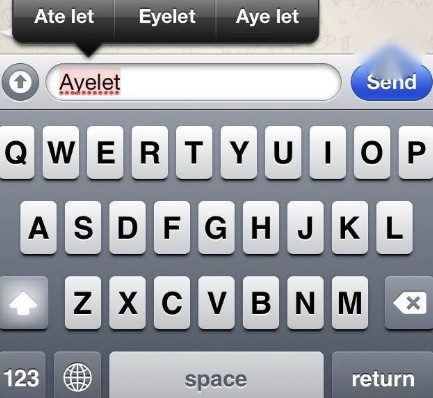 Ate let Eyelet Aye let
Ayelet Send
Q W E R T Y U I O P
A S D F G H J K L
Z X C V B N M
123 space return